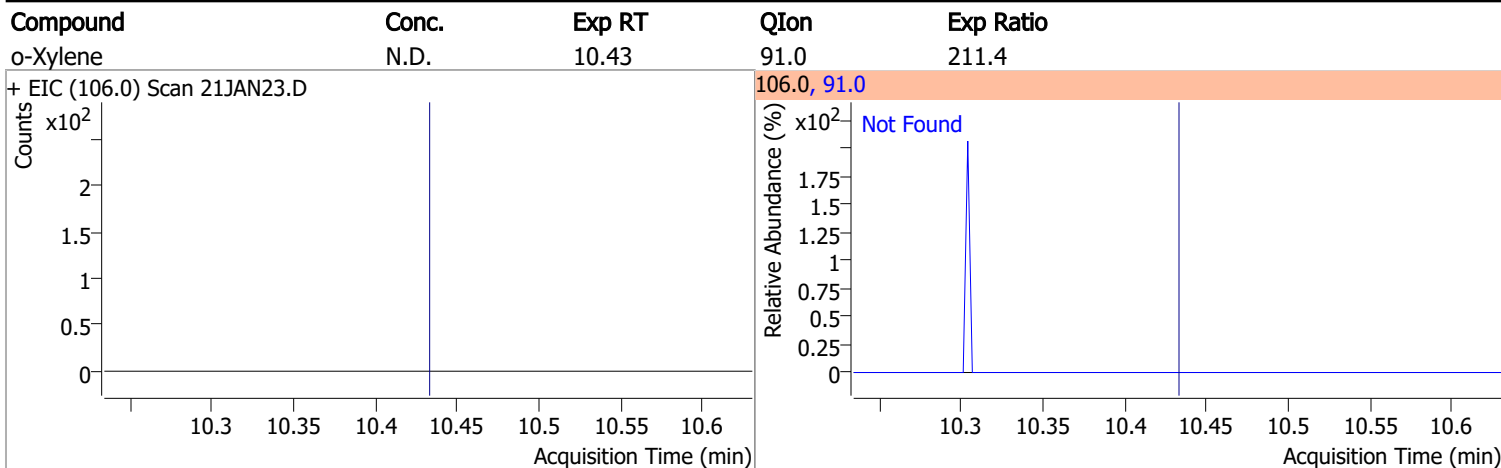 Compound Conc. Exp RT QIon Exp Ratio
o-Xylene N.D. 10.43 91.0 211.4
+ EIC (106.0) Scan 21JAN23.D
Counts
x10²
2
1.5
1
0.5
0
10.3 10.35 10.4 10.45 10.5 10.55 10.6
Acquisition Time (min)
106.0, 91.0
Relative Abundance (%)
x10²
Not Found
1.75
1.5
1.25
1
0.75
0.5
0.25
0
10.3 10.35 10.4 10.45 10.5 10.55 10.6
Acquisition Time (min)